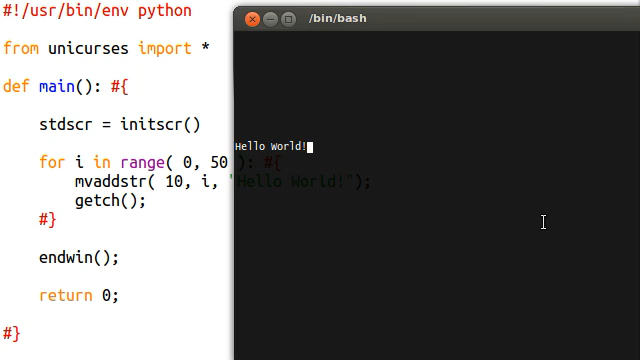 #!/usr/bin/env python
from unicurses import *
def main(): #{
stdscr = initscr()
for i in range( 0, 50 ): #{
mvaddstr( 10, i, "Hello World!");
getch();
#}
endwin();
return 0;
#}
/bin/bash
Hello World!